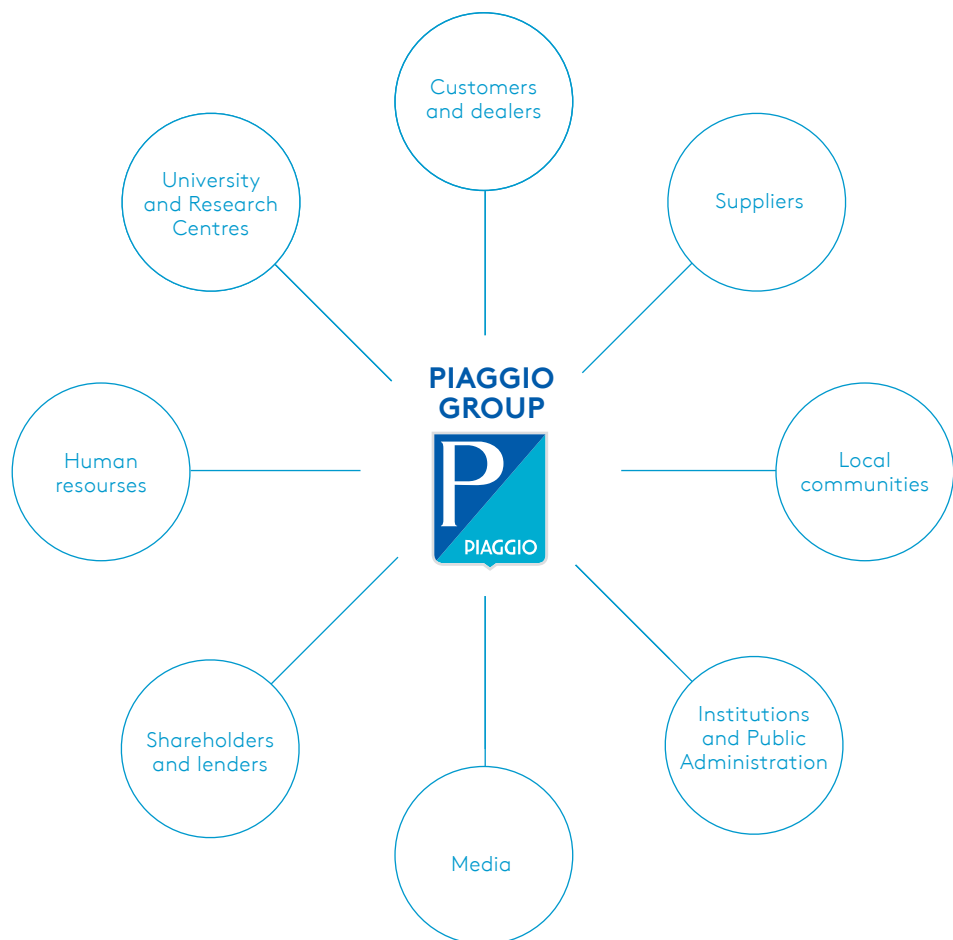 Customers
and dealers
University
and Research
Centres
Suppliers
PIAGGIO
GROUP
Human
resourses
P
PIAGGIO
Local
communities
Shareholders
and lenders
Institutions
and Public
Administration
Media